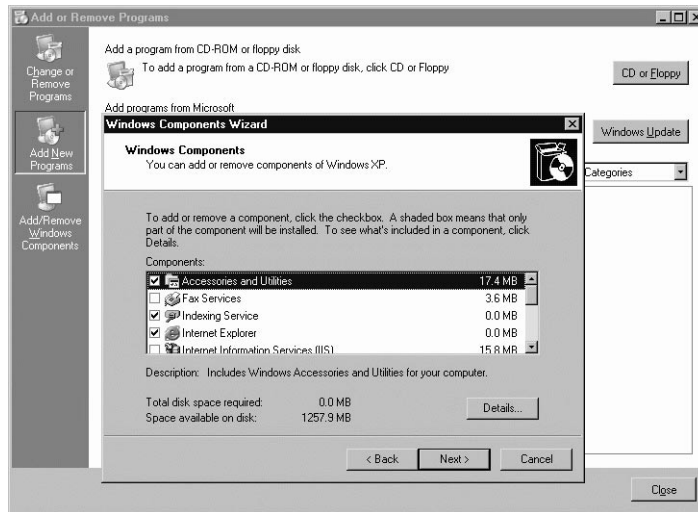 Add or Remove Programs
Change or
Remove
Programs
Add New
Programs
Add/Remove
Windows
Components
Add a program from CD-ROM or floppy disk
To add a program from a CD-ROM or floppy disk, click CD or Floppy
CD or Floppy
Add programs from Microsoft
Windows Update
Categories
Windows Components Wizard
Windows Components
You can add or remove components of Windows XP.
To add or remove a component, click the checkbox. A shaded box means that only
part of the component will be installed. To see what's included in a component, click
Details.
Components:
Accessories and Utilities 17.4 MB
Fax Services 3.6 MB
Indexing Service 0.0 MB
Internet Explorer 0.0 MB
Internet Information Services (IIS) 15.8 MB
Description: Includes Windows Accessories and Utilities for your computer.
Total disk space required: 0.0 MB
Space available on disk: 1257.9 MB
Details...
< Back
Next >
Cancel
Close